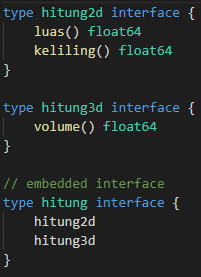 type hitung2d interface {
    luas() float64
    keliling() float64
}

type hitung3d interface {
    volume() float64
}

// embedded interface
type hitung interface {
    hitung2d
    hitung3d
}